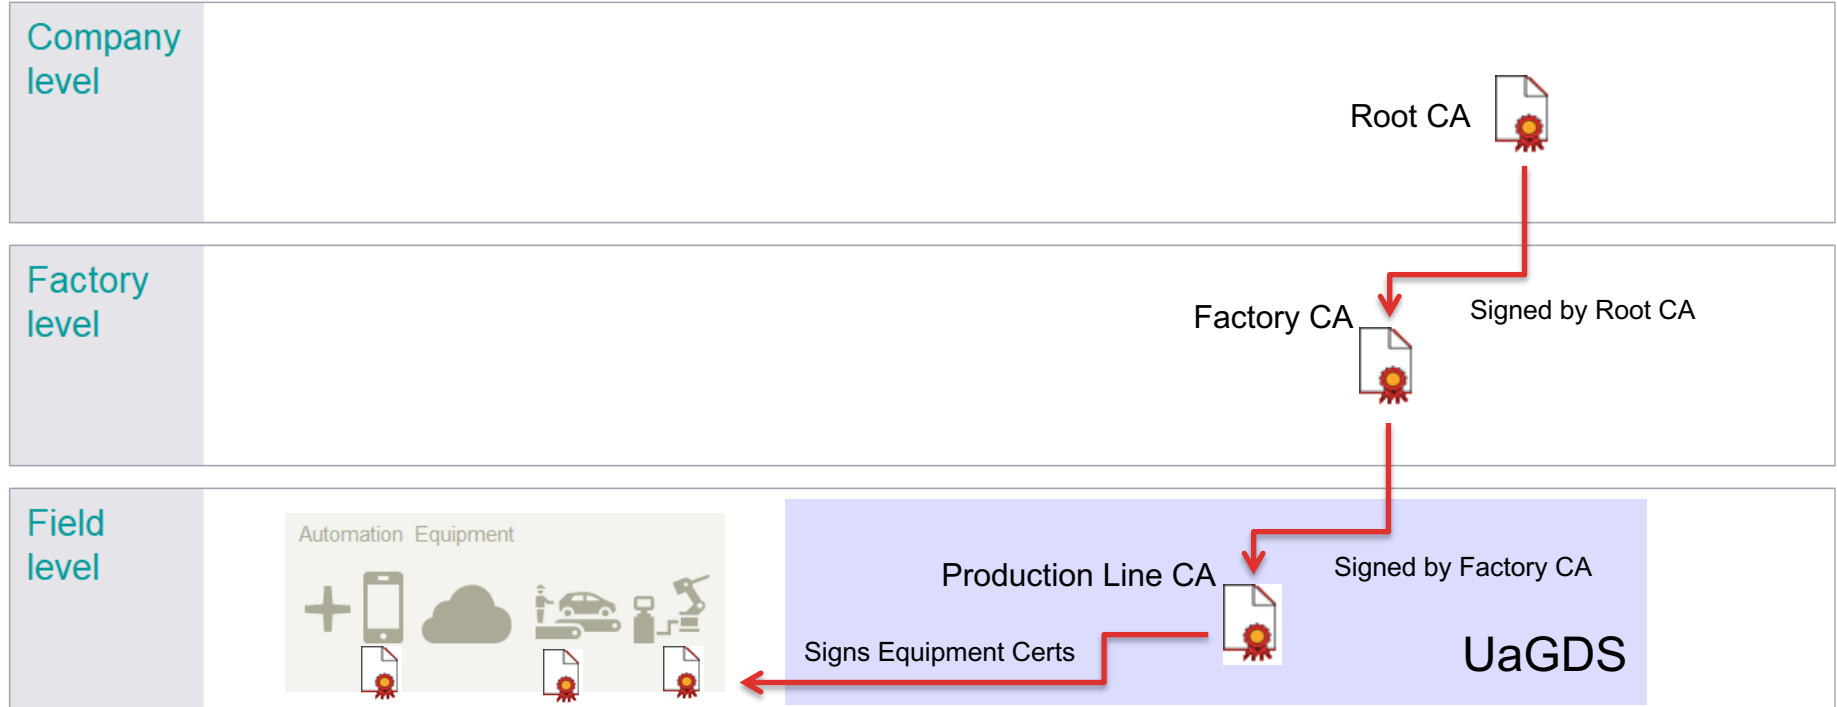 Company
level
Root CA
Factory
level
Factory CA
Signed by Root CA
Field
level
Automation Equipment
Production Line CA
Signed by Factory CA
Signs Equipment Certs
UaGDS